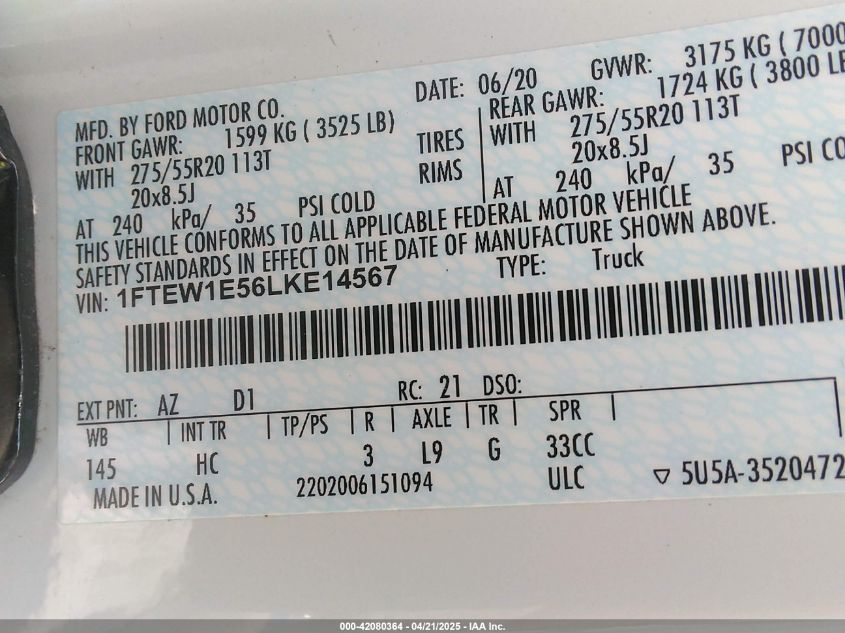 MFD. BY FORD MOTOR CO. DATE: 06/20 GVWR: 3175 KG ( 7000
FRONT GAWR: 1599 KG ( 3525 LB) REAR GAWR: 1724 KG ( 3800 LB
WITH 275/55R20 113T TIRES WITH 275/55R20 113T
20x8.5J RIMS 20x8.5J
AT 240 kPa/ 35 PSI COLD AT 240 kPa/ 35 PSI CO
THIS VEHICLE CONFORMS TO ALL APPLICABLE FEDERAL MOTOR VEHICLE
SAFETY STANDARDS IN EFFECT ON THE DATE OF MANUFACTURE SHOWN ABOVE.
VIN: 1FTEW1E56LKE14567 TYPE: Truck
EXT PNT: AZ D1 RC: 21 DSO:
WB | INT TR | TP/PS | R | AXLE | TR | SPR |
145 HC 3 L9 G 33CC
MADE IN U.S.A. 2202006151094 ULC ▽ 5U5A-3520472
000-42080364 - 04/21/2025 - IAA Inc.